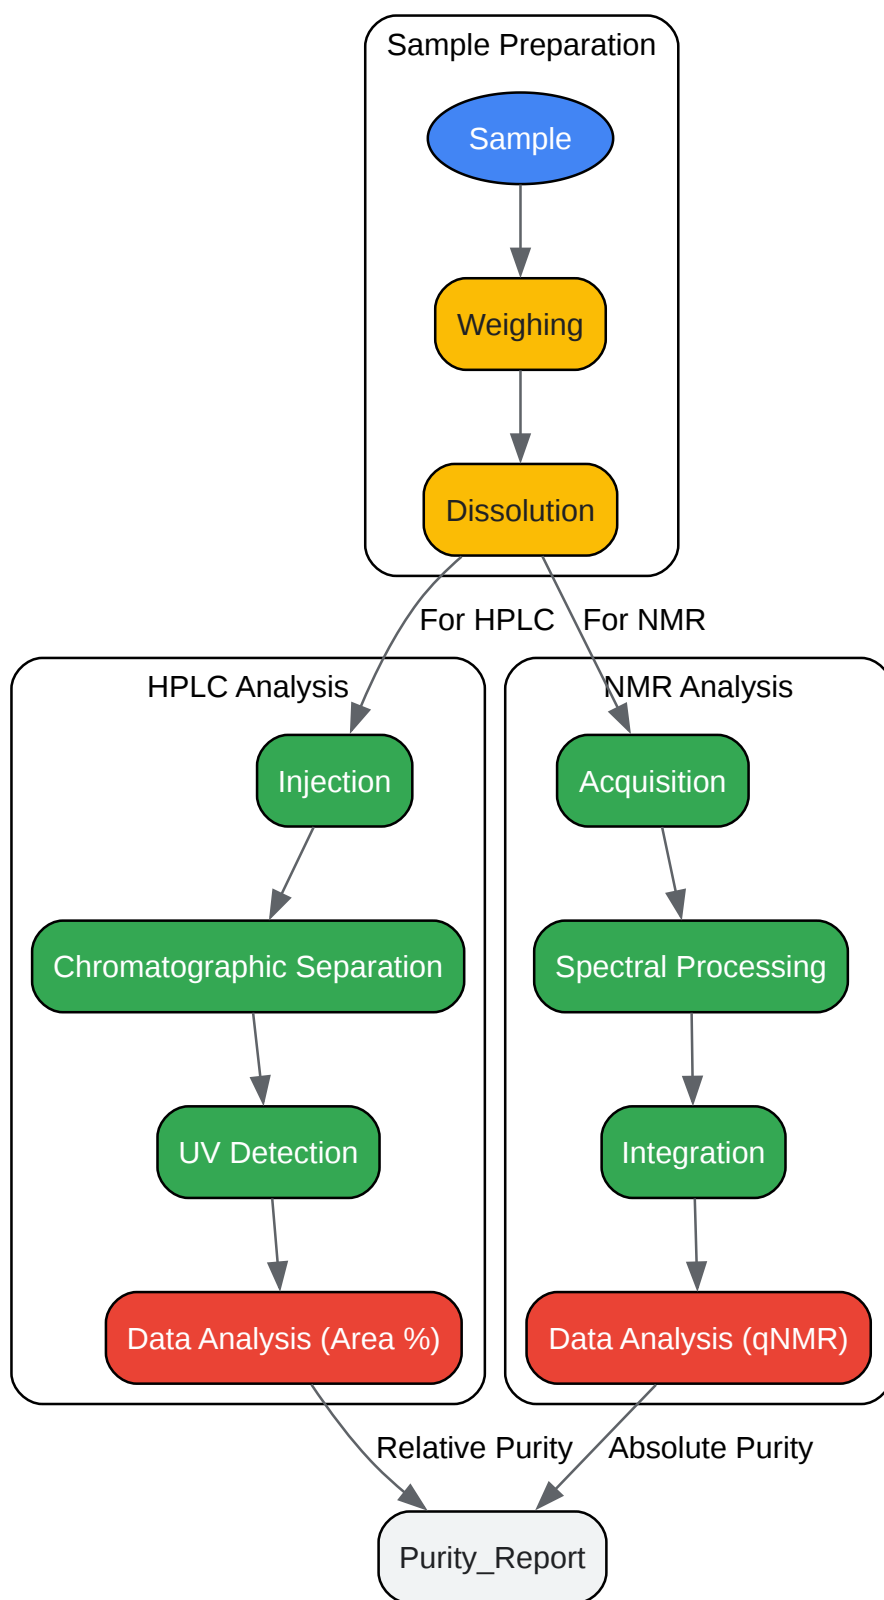 Sample Preparation
Sample
Weighing
Dissolution
For HPLC
For NMR
HPLC Analysis
Injection
Chromatographic Separation
UV Detection
Data Analysis (Area %)
NMR Analysis
Acquisition
Spectral Processing
Integration
Data Analysis (qNMR)
Relative Purity
Absolute Purity
Purity_Report